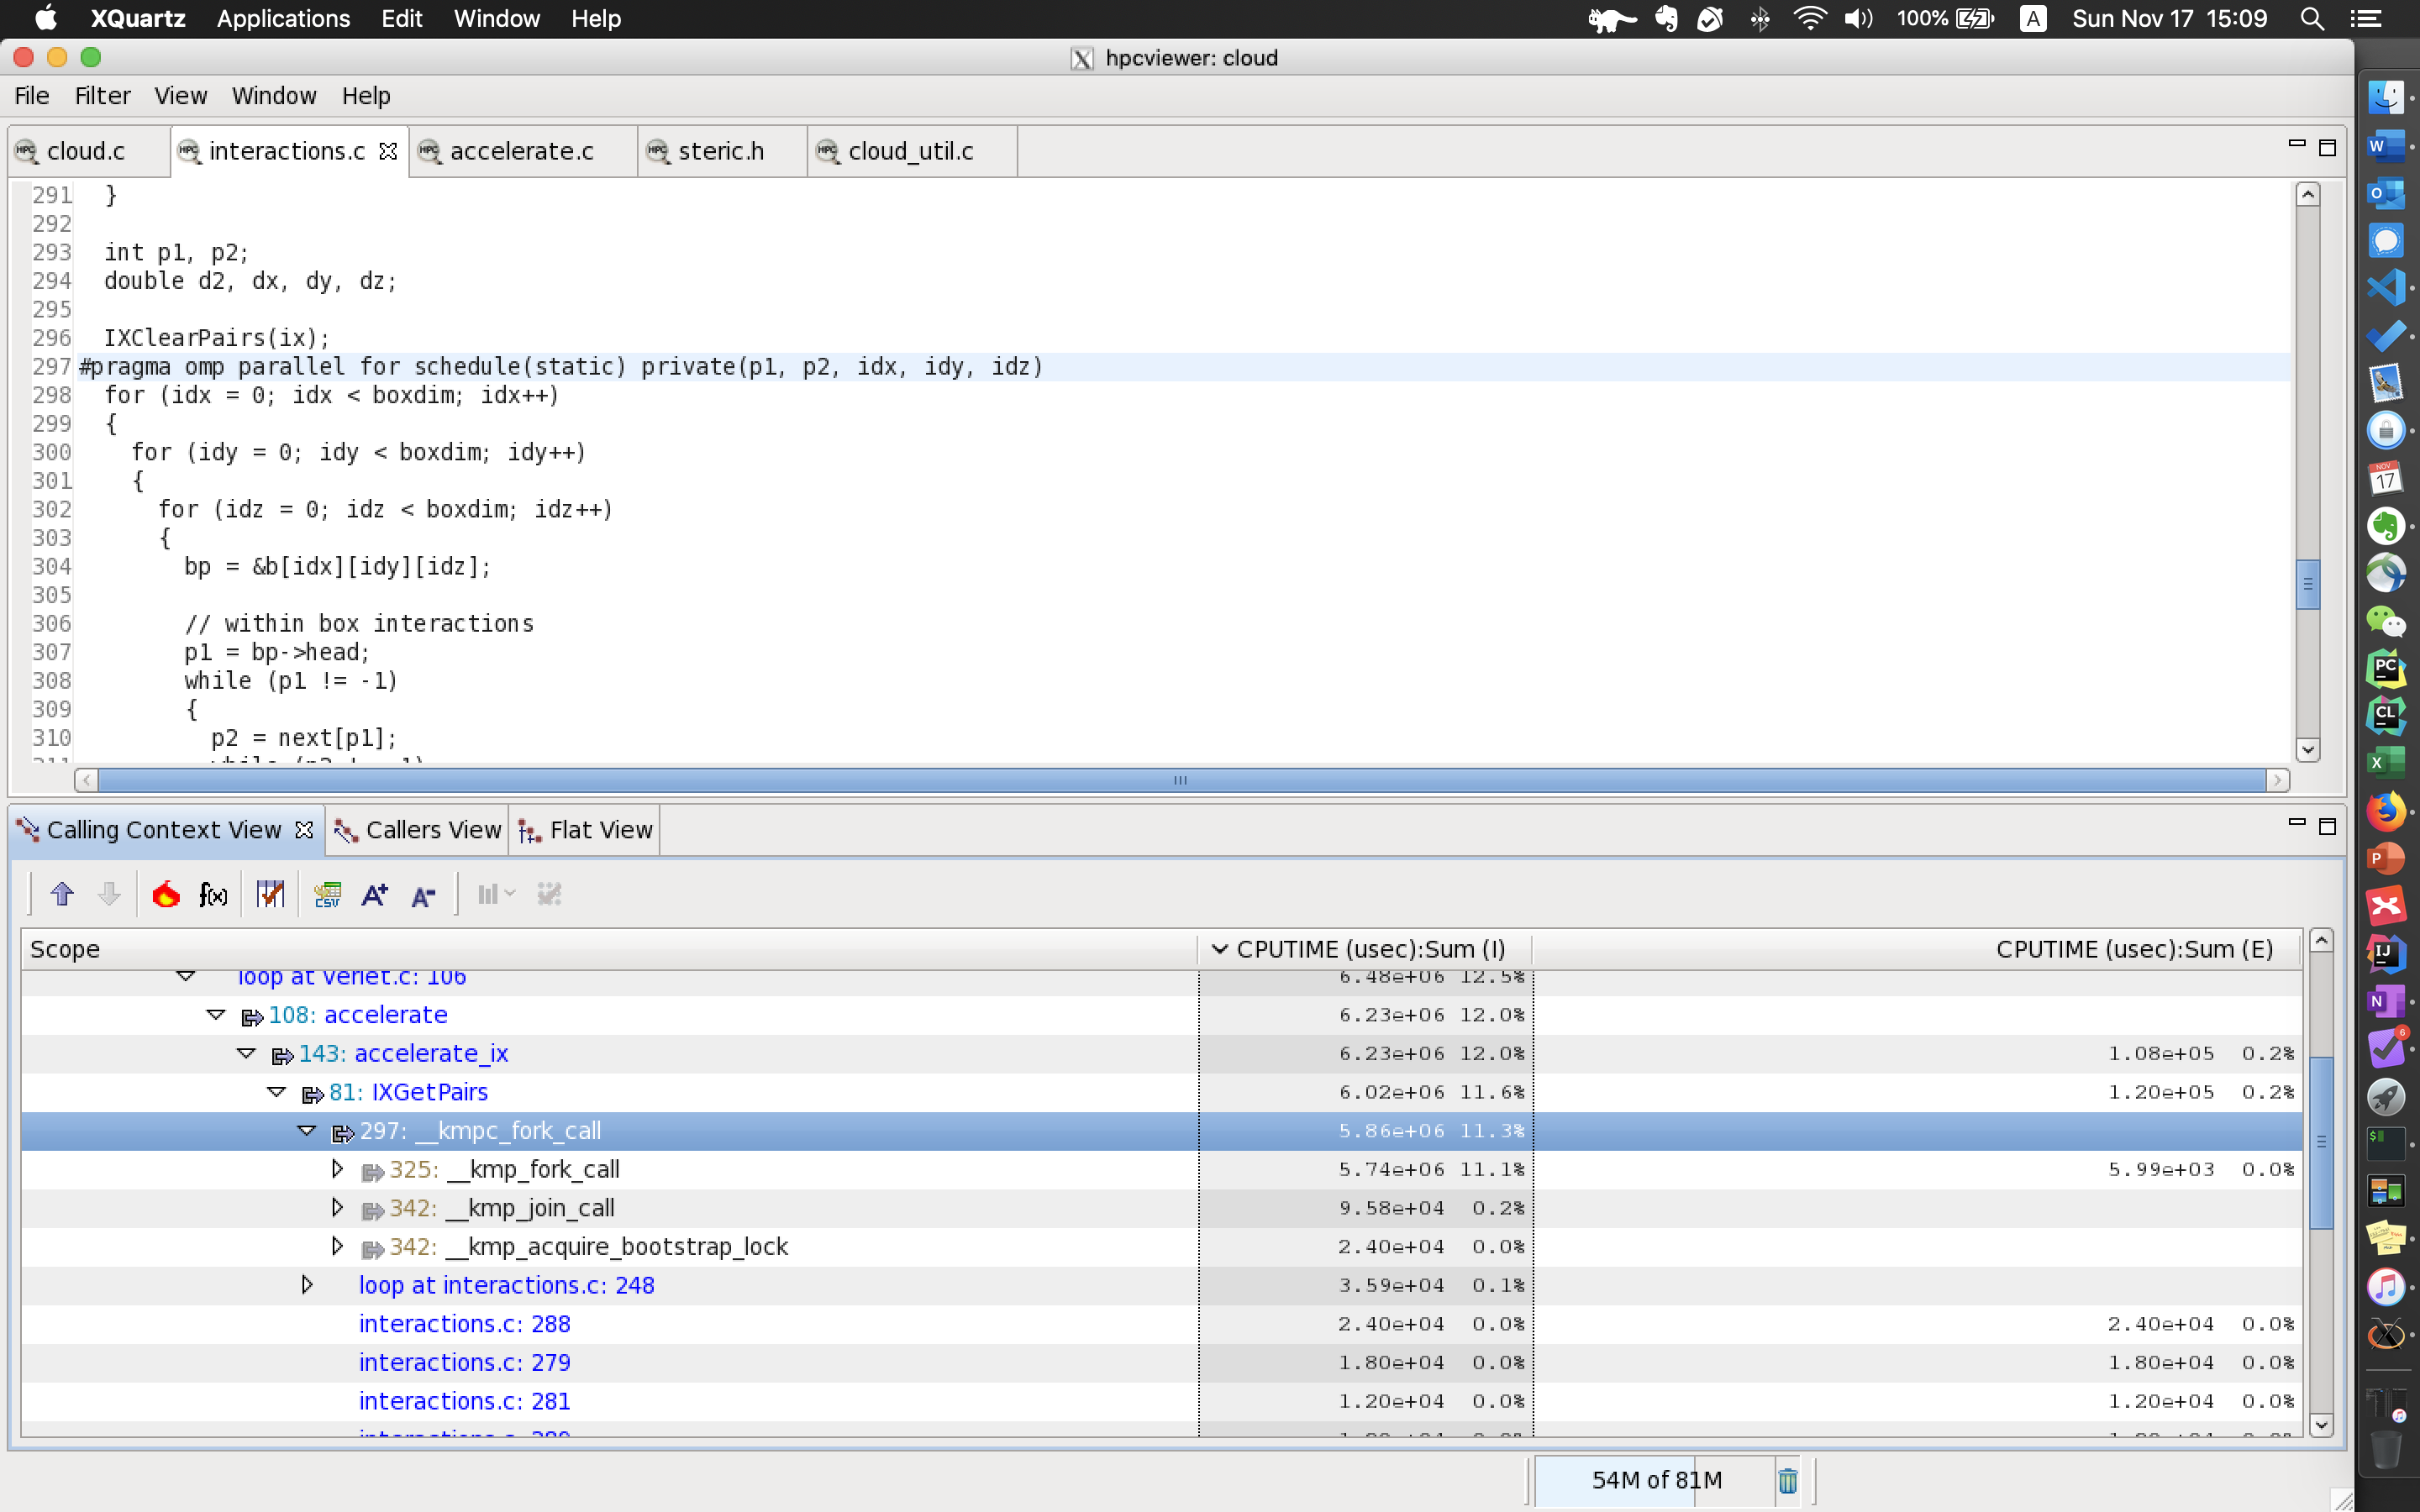 XQuartz Applications Edit Window Help 100% A Sun Nov 17 15:09
hpcviewer: cloud
File Filter View Window Help
cloud.c interactions.c accelerate.c steric.h cloud_util.c
291 }
292
293 int p1, p2;
294 double d2, dx, dy, dz;
295
296 IXClearPairs(ix);
297 #pragma omp parallel for schedule(static) private(p1, p2, idx, idy, idz)
298 for (idx = 0; idx < boxdim; idx++)
299 {
300 for (idy = 0; idy < boxdim; idy++)
301 {
302 for (idz = 0; idz < boxdim; idz++)
303 {
304 bp = &b[idx][idy][idz];
305
306 // within box interactions
307 p1 = bp->head;
308 while (p1 != -1)
309 {
310 p2 = next[p1];
Calling Context View Callers View Flat View
f(x) CSV A+ A-
Scope CPUTIME (usec):Sum (I) CPUTIME (usec):Sum (E)
loop at verlet.c: 106 6.48e+06 12.5%
108: accelerate 6.23e+06 12.0%
143: accelerate_ix 6.23e+06 12.0% 1.08e+05 0.2%
81: IXGetPairs 6.02e+06 11.6% 1.20e+05 0.2%
297: __kmpc_fork_call 5.86e+06 11.3%
325: __kmp_fork_call 5.74e+06 11.1% 5.99e+03 0.0%
342: __kmp_join_call 9.58e+04 0.2%
342: __kmp_acquire_bootstrap_lock 2.40e+04 0.0%
loop at interactions.c: 248 3.59e+04 0.1%
interactions.c: 288 2.40e+04 0.0% 2.40e+04 0.0%
interactions.c: 279 1.80e+04 0.0% 1.80e+04 0.0%
interactions.c: 281 1.20e+04 0.0% 1.20e+04 0.0%
54M of 81M